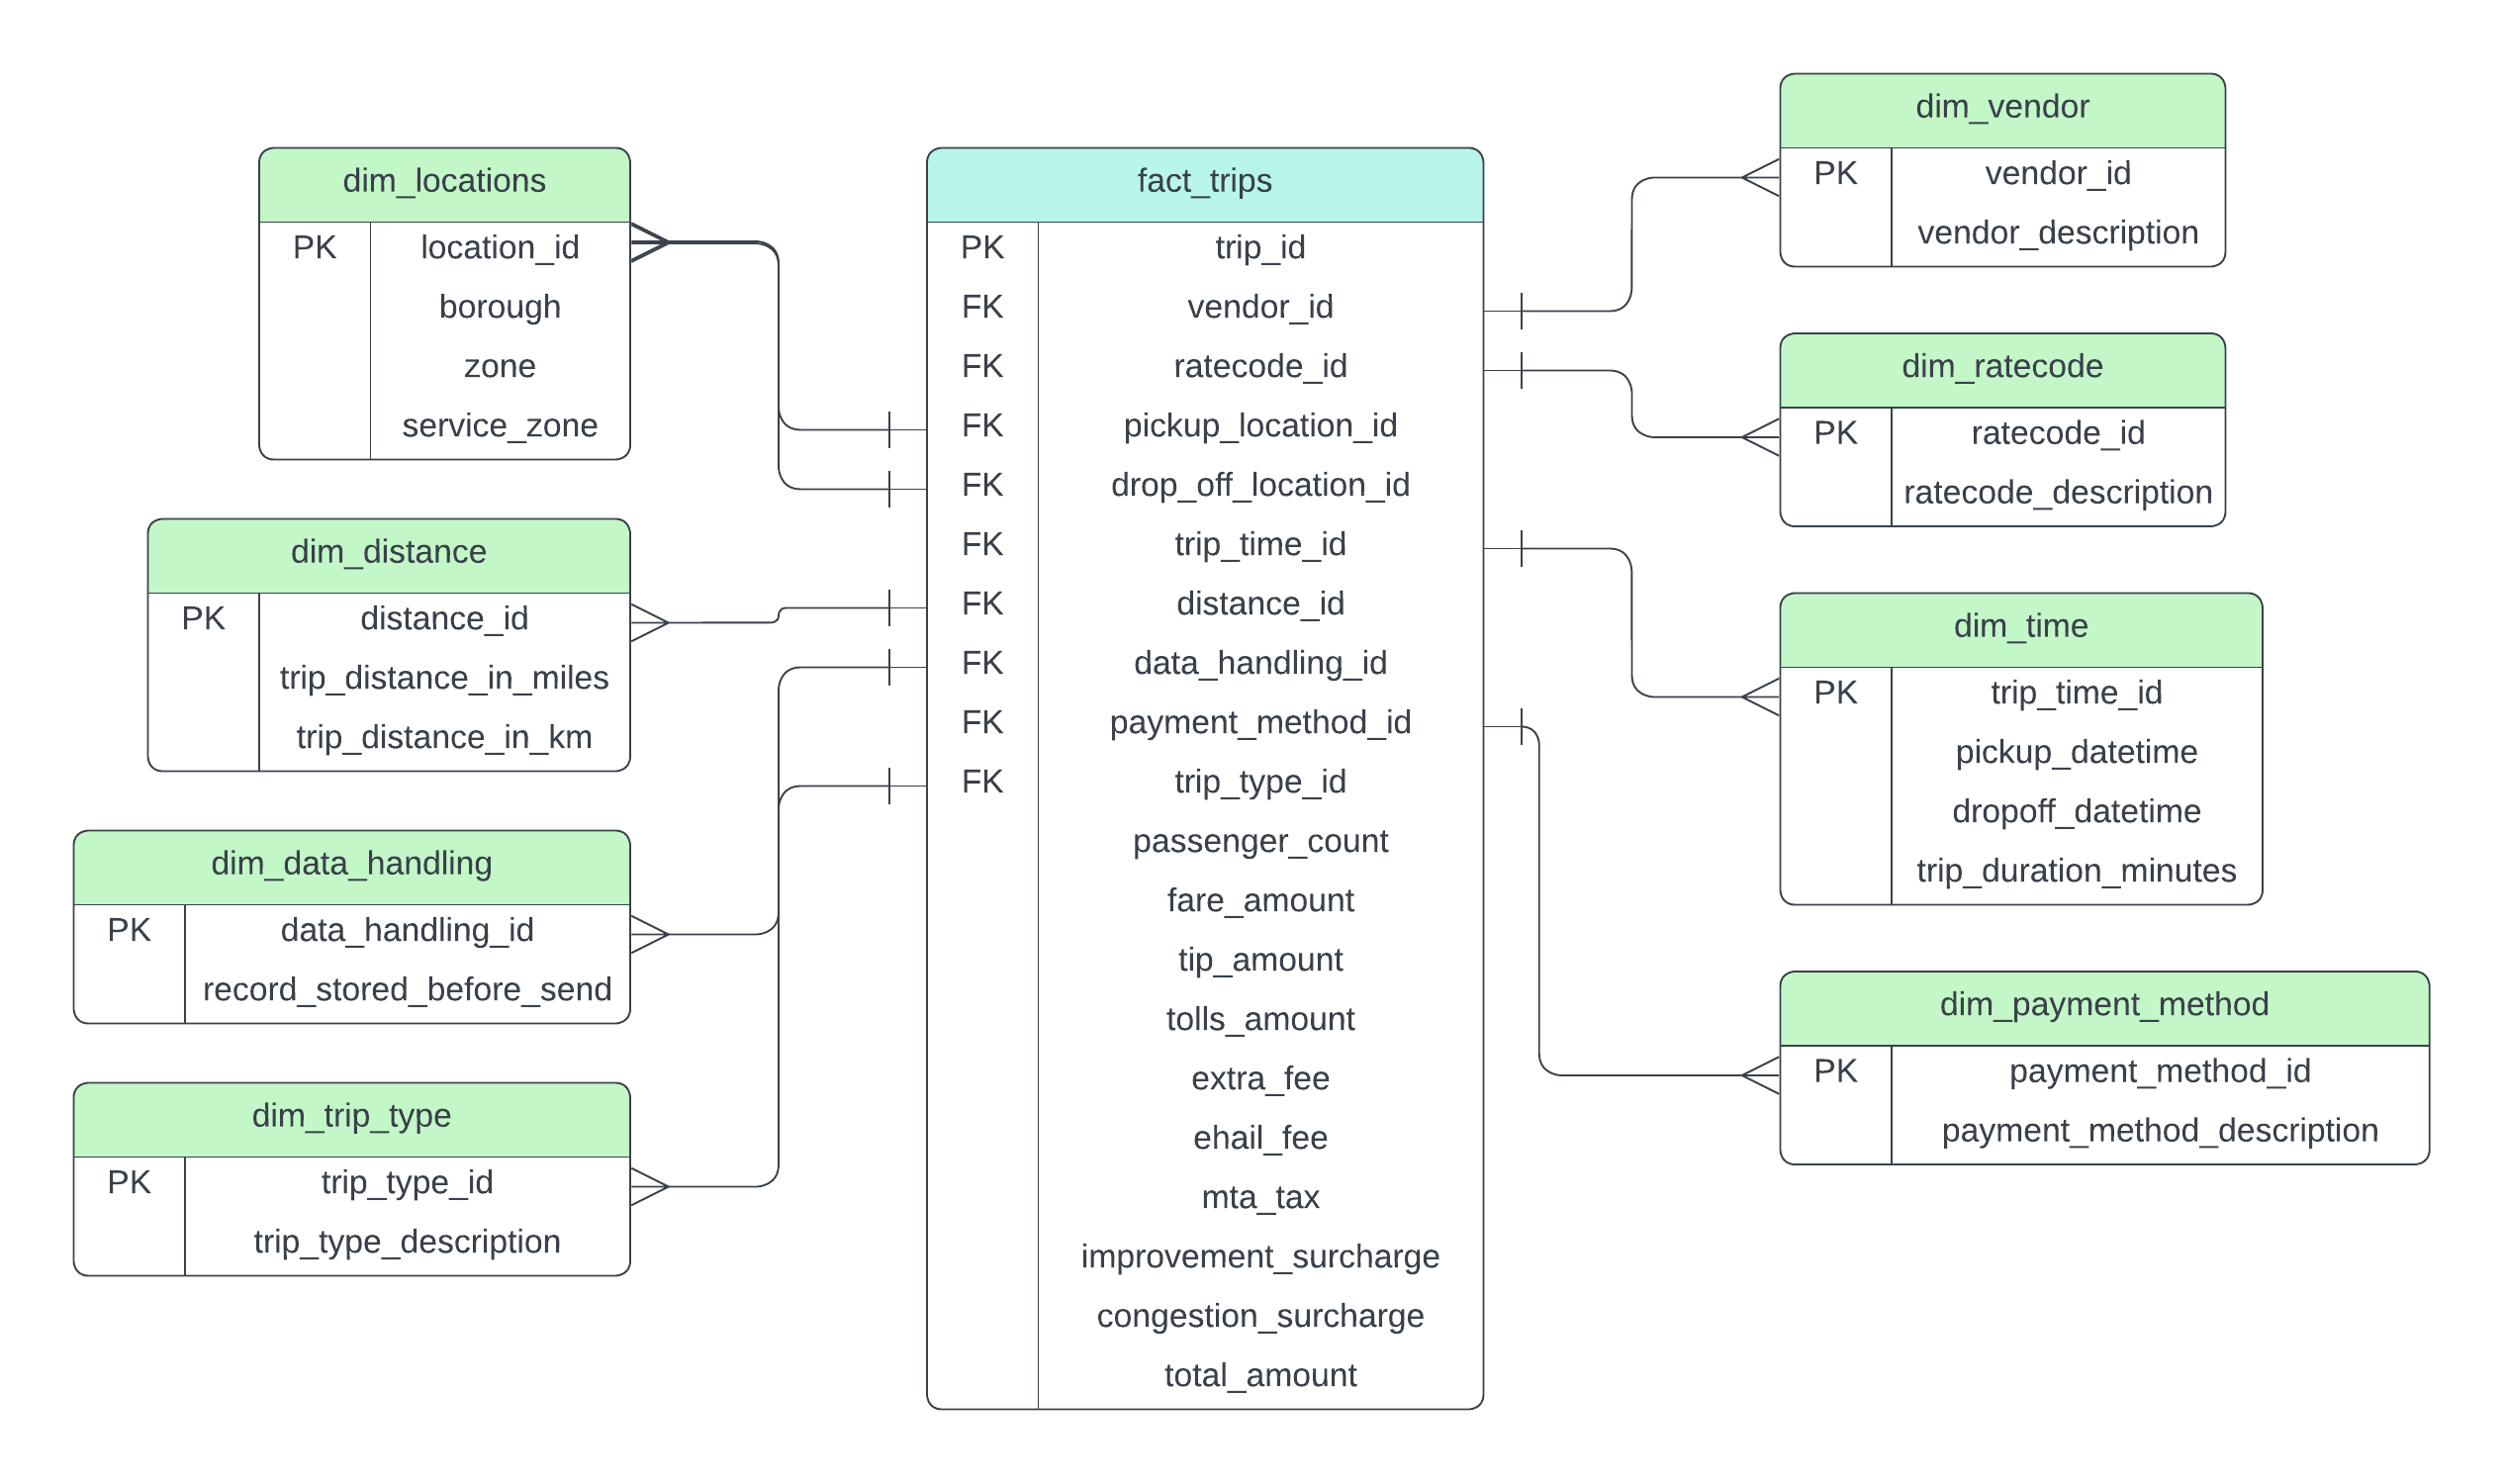 dim_locations
PK location_id
borough
zone
service_zone
dim_distance
PK distance_id
trip_distance_in_miles
trip_distance_in_km
dim_data_handling
PK data_handling_id
record_stored_before_send
dim_trip_type
PK trip_type_id
trip_type_description
fact_trips
PK trip_id
FK vendor_id
FK ratecode_id
FK pickup_location_id
FK drop_off_location_id
FK trip_time_id
FK distance_id
FK data_handling_id
FK payment_method_id
FK trip_type_id
passenger_count
fare_amount
tip_amount
tolls_amount
extra_fee
ehail_fee
mta_tax
improvement_surcharge
congestion_surcharge
total_amount
dim_vendor
PK vendor_id
vendor_description
dim_ratecode
PK ratecode_id
ratecode_description
dim_time
PK trip_time_id
pickup_datetime
dropoff_datetime
trip_duration_minutes
dim_payment_method
PK payment_method_id
payment_method_description